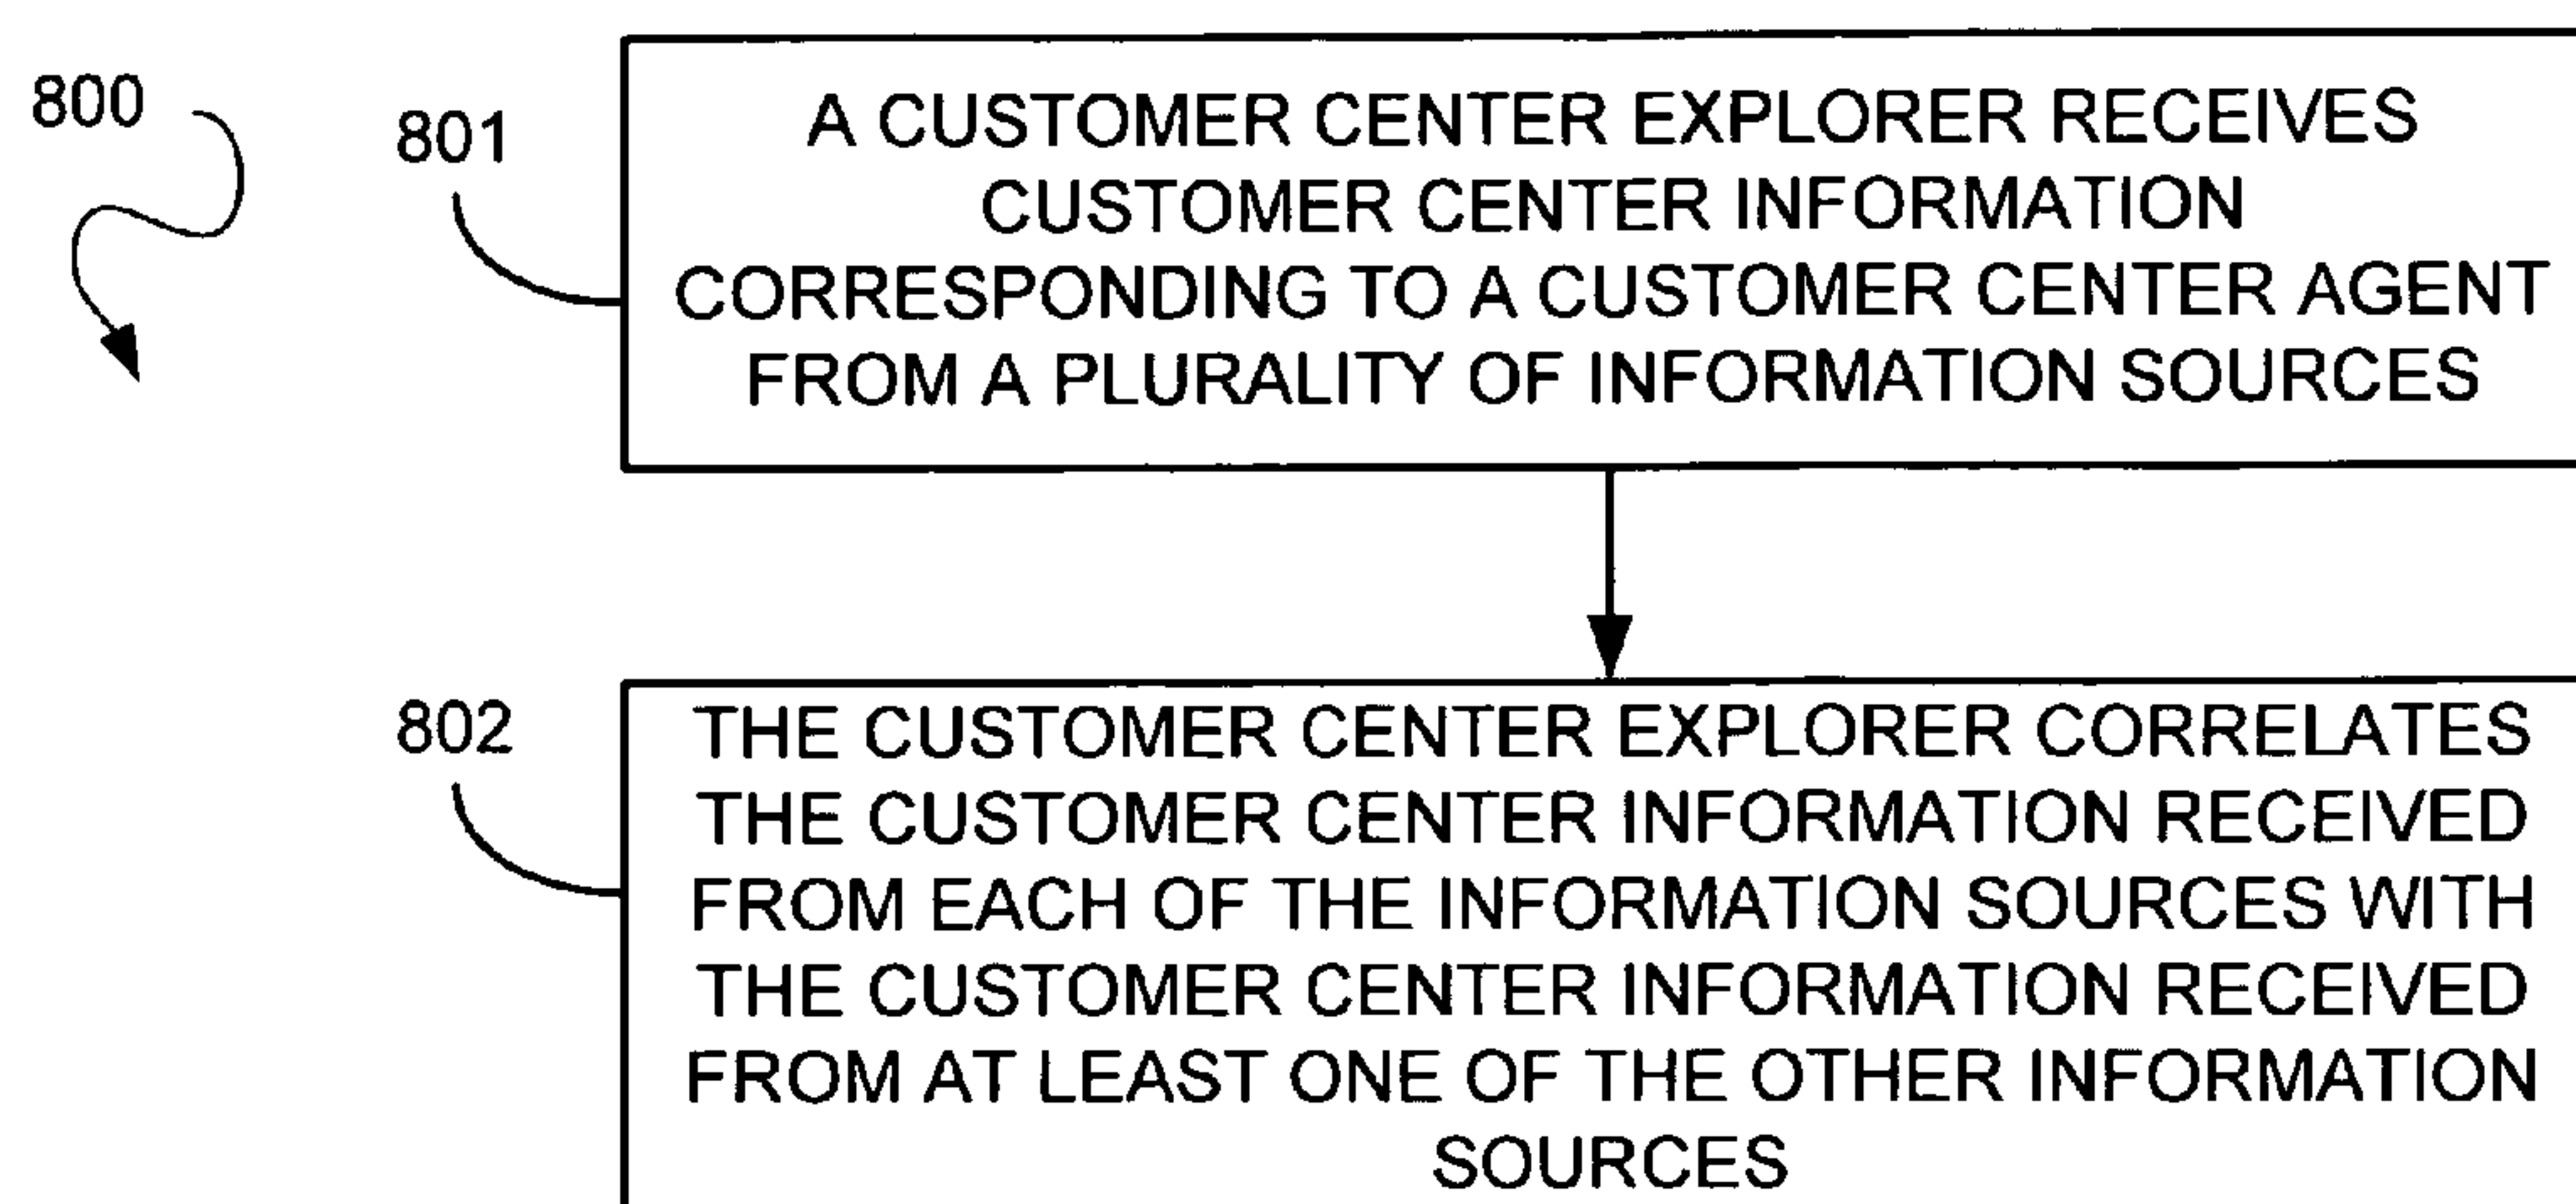 800
801
A CUSTOMER CENTER EXPLORER RECEIVES
CUSTOMER CENTER INFORMATION
CORRESPONDING TO A CUSTOMER CENTER AGENT
FROM A PLURALITY OF INFORMATION SOURCES
802
THE CUSTOMER CENTER EXPLORER CORRELATES
THE CUSTOMER CENTER INFORMATION RECEIVED
FROM EACH OF THE INFORMATION SOURCES WITH
THE CUSTOMER CENTER INFORMATION RECEIVED
FROM AT LEAST ONE OF THE OTHER INFORMATION
SOURCES